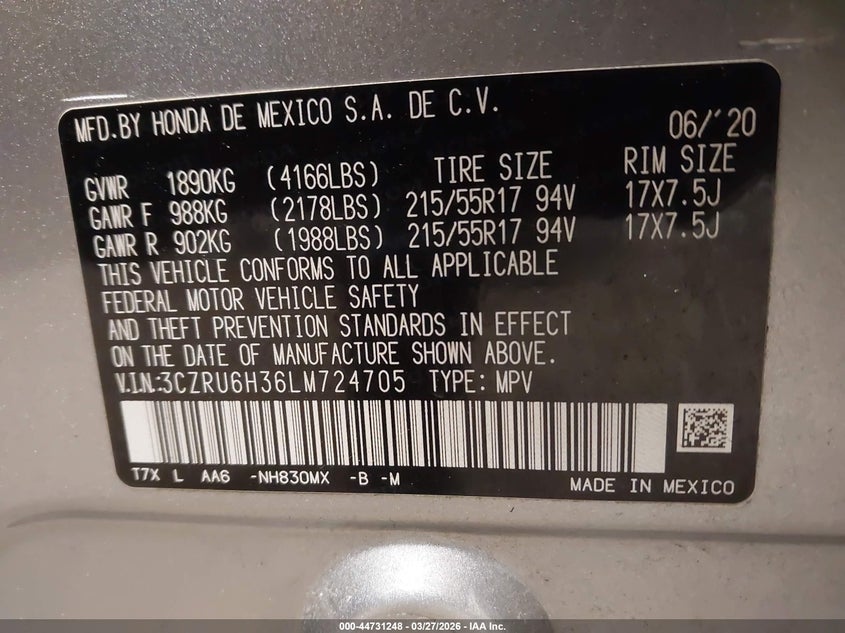 MFD.BY HONDA DE MEXICO S.A. DE C.V.
06/'20
GVWR 1890KG (4166LBS) TIRE SIZE RIM SIZE
GAWR F 988KG (2178LBS) 215/55R17 94V 17X7.5J
GAWR R 902KG (1988LBS) 215/55R17 94V 17X7.5J
THIS VEHICLE CONFORMS TO ALL APPLICABLE
FEDERAL MOTOR VEHICLE SAFETY
AND THEFT PREVENTION STANDARDS IN EFFECT
ON THE DATE OF MANUFACTURE SHOWN ABOVE.
V.I.N.:3CZRU6H36LM724705 TYPE: MPV
T7X L AA6 -NH830MX -B -M
MADE IN MEXICO
000-44731248 - 03/27/2026 - IAA Inc.